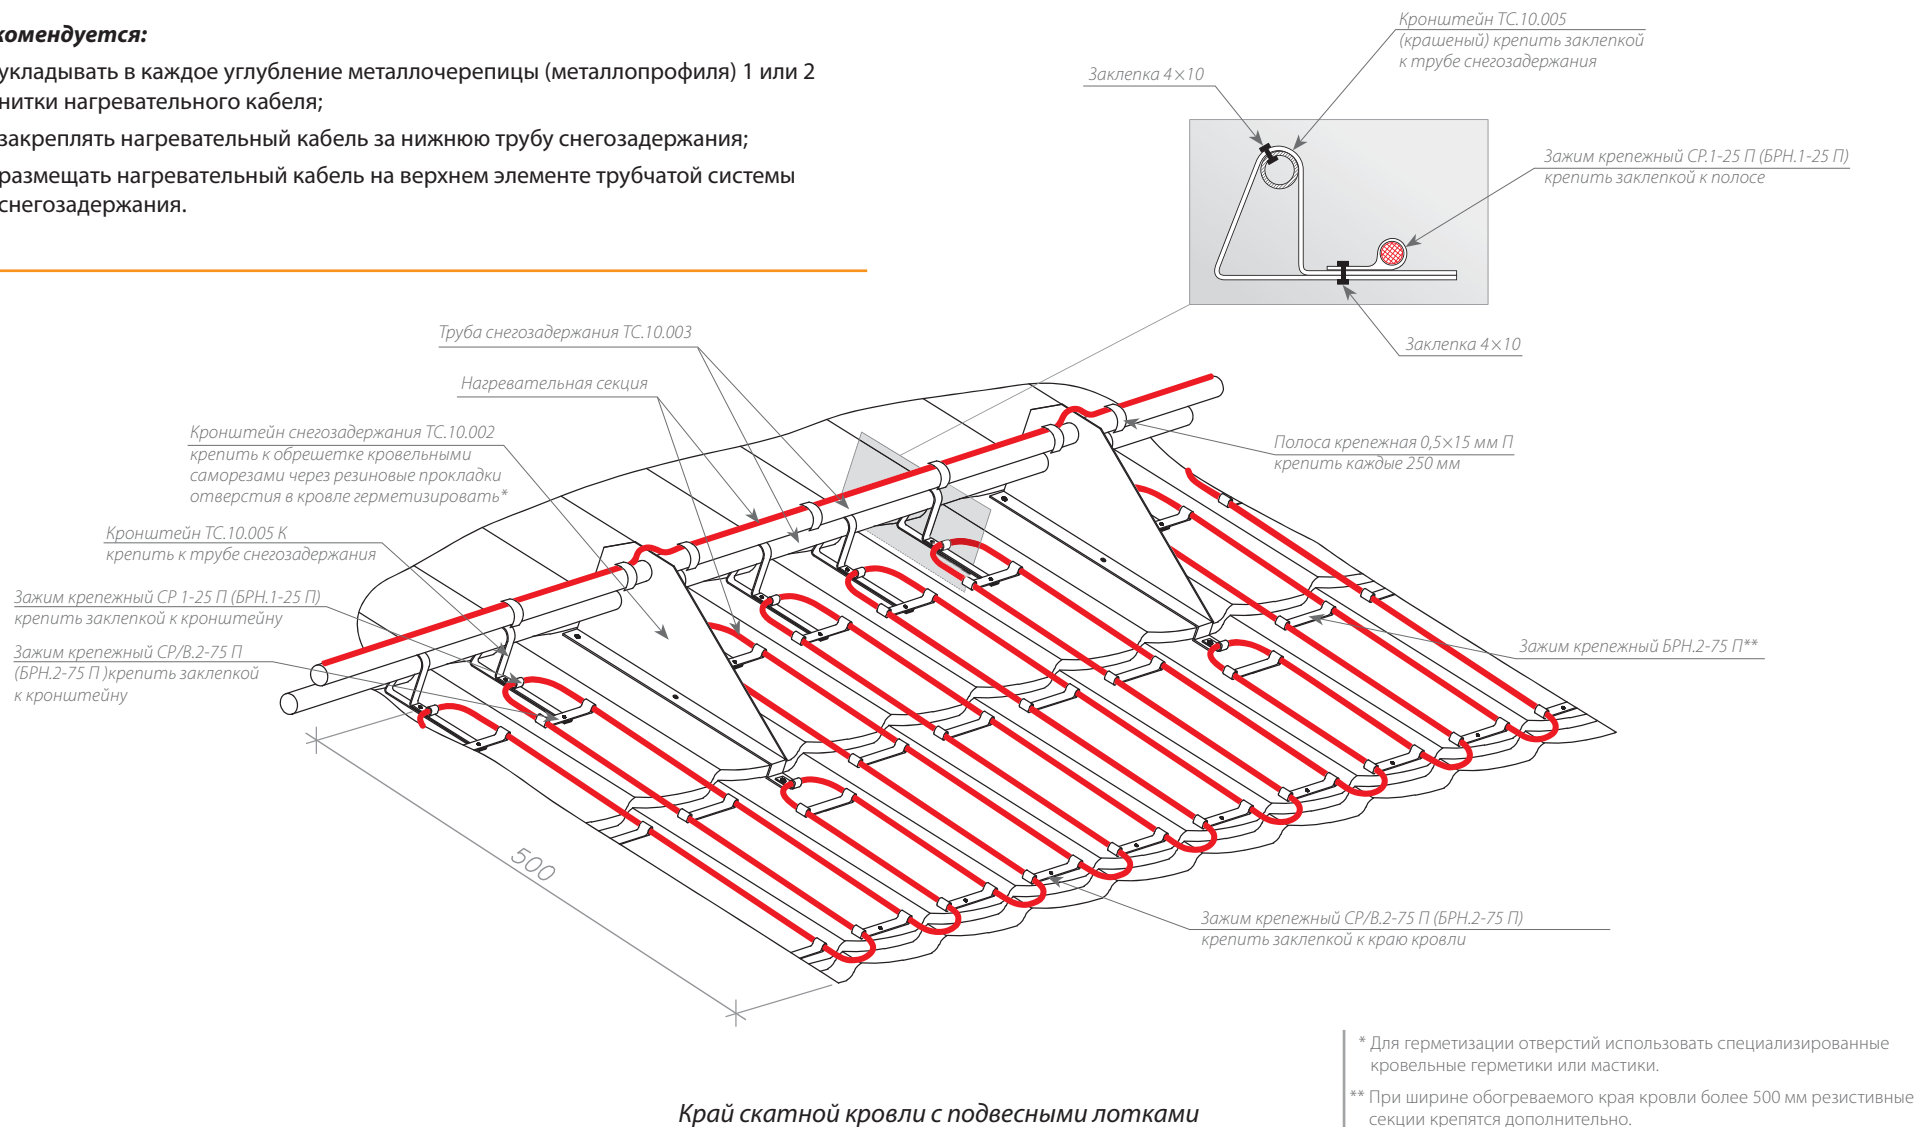 комендуется:
укладывать в каждое углубление металлочерепицы (металлопрофиля) 1 или 2
нитки нагревательного кабеля;
закреплять нагревательный кабель за нижнюю трубу снегозадержания;
размещать нагревательный кабель на верхнем элементе трубчатой системы
снегозадержания.
Кронштейн ТС.10.005
(крашеный) крепить заклепкой
к трубе снегозадержания
Заклепка 4×10
Зажим крепежный СР.1-25 П (БРН.1-25 П)
крепить заклепкой к полосе
Заклепка 4×10
Труба снегозадержания ТС.10.003
Нагревательная секция
Кронштейн снегозадержания ТС.10.002
крепить к обрешетке кровельными
саморезами через резиновые прокладки
отверстия в кровле герметизировать*
Полоса крепежная 0,5×15 мм П
крепить каждые 250 мм
Кронштейн ТС.10.005 К
крепить к трубе снегозадержания
Зажим крепежный СР 1-25 П (БРН.1-25 П)
крепить заклепкой к кронштейну
Зажим крепежный СР/В.2-75 П
(БРН.2-75 П )крепить заклепкой
к кронштейну
Зажим крепежный БРН.2-75 П**
500
Зажим крепежный СР/В.2-75 П (БРН.2-75 П)
крепить заклепкой к краю кровли
* Для герметизации отверстий использовать специализированные
кровельные герметики или мастики.
** При ширине обогреваемого края кровли более 500 мм резистивные
секции крепятся дополнительно.
Край скатной кровли с подвесными лотками